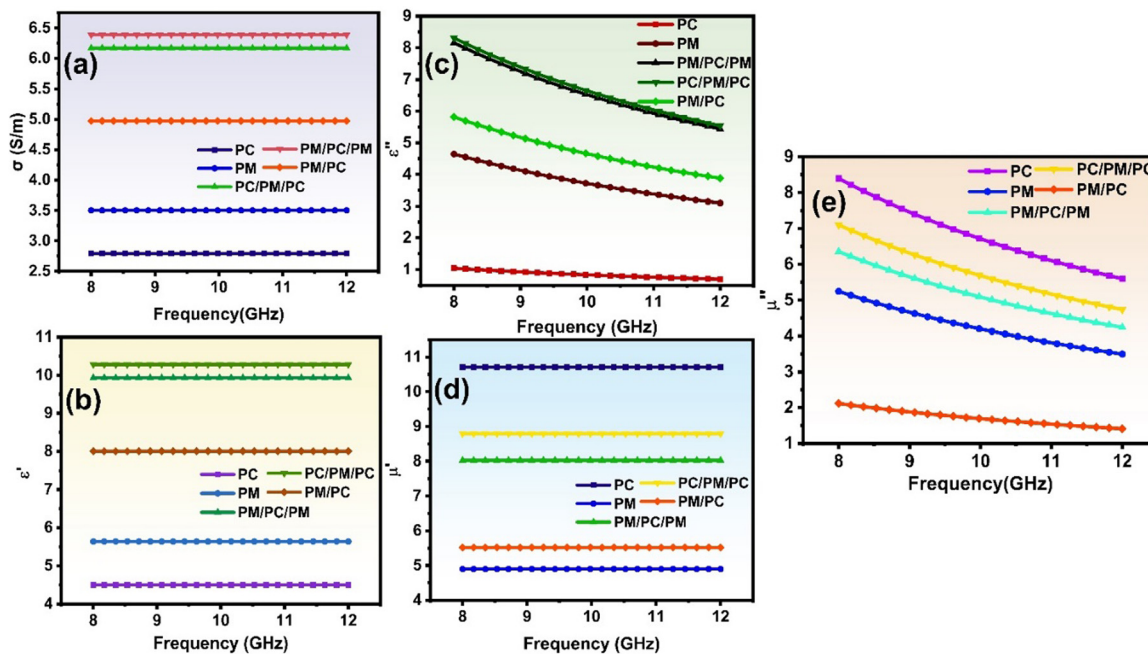 (a)
σ (S/m)
6.5
6.0
5.5
5.0
4.5
4.0
3.5
3.0
2.5
PC PM/PC/PM
PM PM/PC
PC/PM/PC
8 9 10 11 12
Frequency(GHz)
(c)
ε''
9
8
7
6
5
4
3
2
1
PC
PM
PM/PC/PM
PC/PM/PC
PM/PC
8 9 10 11 12
Frequency (GHz)
(b)
ε'
11
10
9
8
7
6
5
4
PC PC/PM/PC
PM PM/PC
PM/PC/PM
8 9 10 11 12
Frequency (GHz)
(d)
μ'
11
10
9
8
7
6
5
4
PC PC/PM/PC
PM PM/PC
PM/PC/PM
8 9 10 11 12
Frequency (GHz)
(e)
μ''
9
8
7
6
5
4
3
2
1
PC PC/PM/PC
PM PM/PC
PM/PC/PM
8 9 10 11 12
Frequency(GHz)